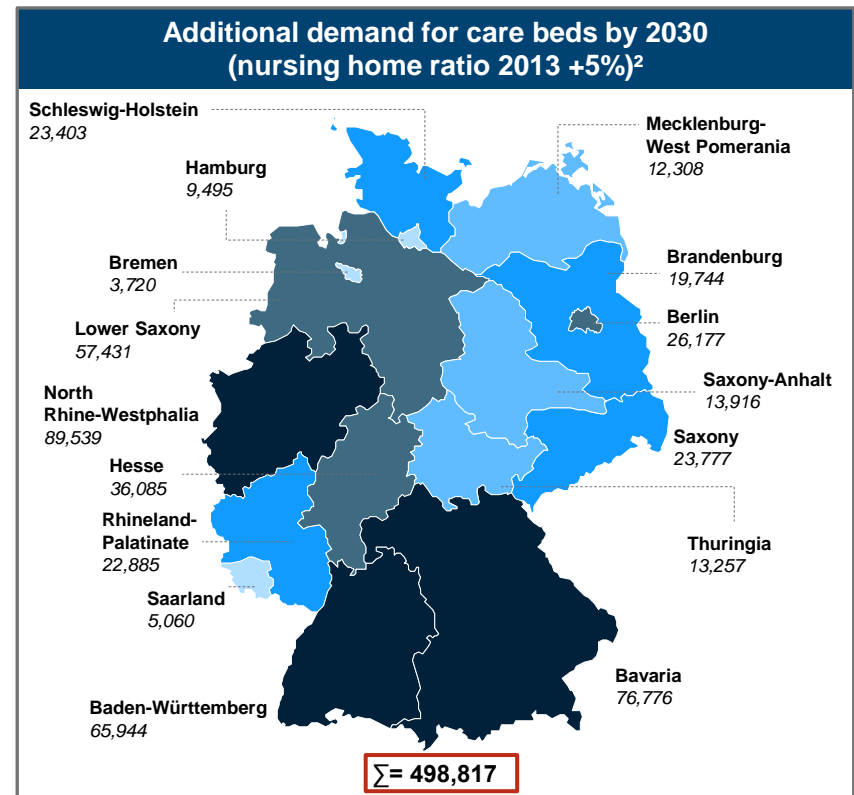 Additional demand for care beds by 2030
(nursing home ratio 2013 +5%)²
Schleswig-Holstein
23,403
Mecklenburg-
West Pomerania
12,308
Hamburg
9,495
Bremen
3,720
Brandenburg
19,744
Berlin
26,177
Lower Saxony
57,431
Saxony-Anhalt
13,916
North
Rhine-Westphalia
89,539
Saxony
23,777
Hesse
36,085
Rhineland-
Palatinate
22,885
Thuringia
13,257
Saarland
5,060
Bavaria
76,776
Baden-Württemberg
65,944
∑= 498,817